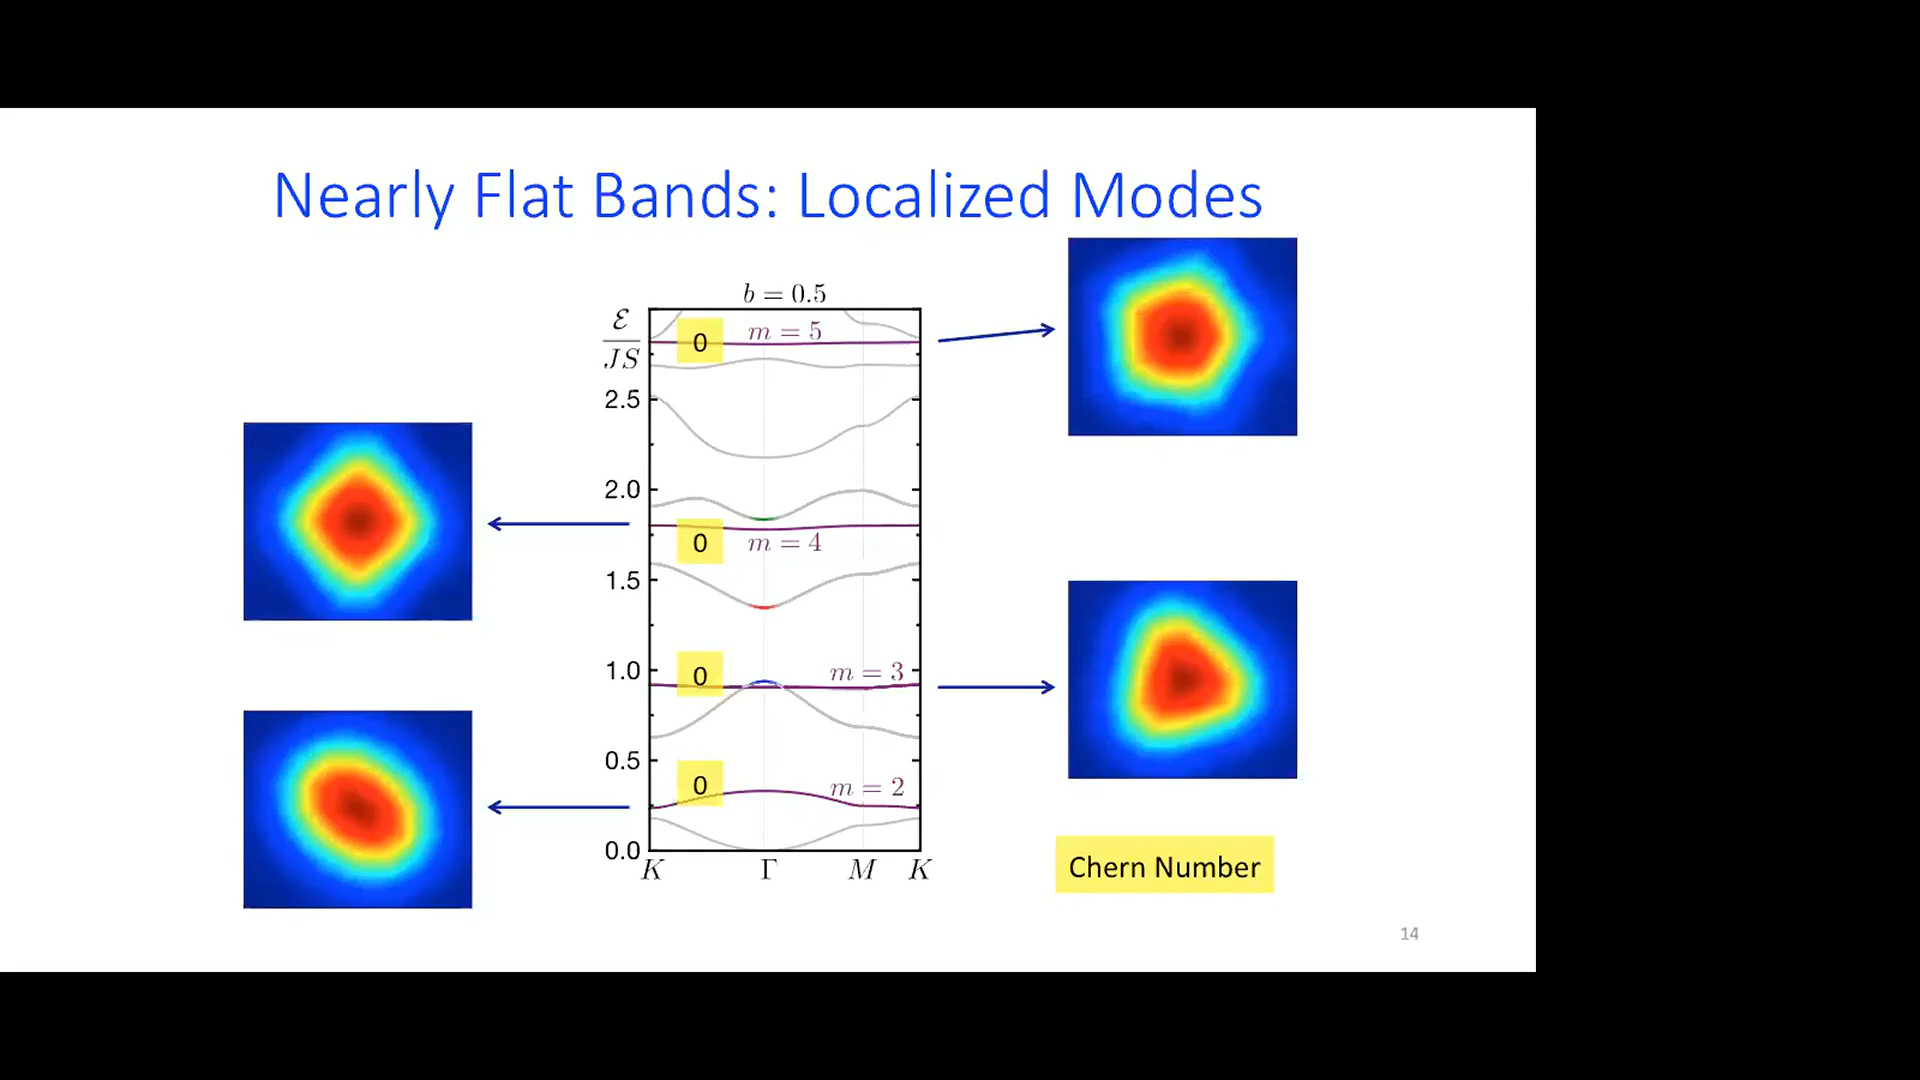 Nearly Flat Bands: Localized Modes
b = 0.5
ℰ
JS
0 m = 5
2.5
2.0
0 m = 4
1.5
1.0
0 m = 3
0.5
0 m = 2
0.0
K Γ M K
Chern Number
14